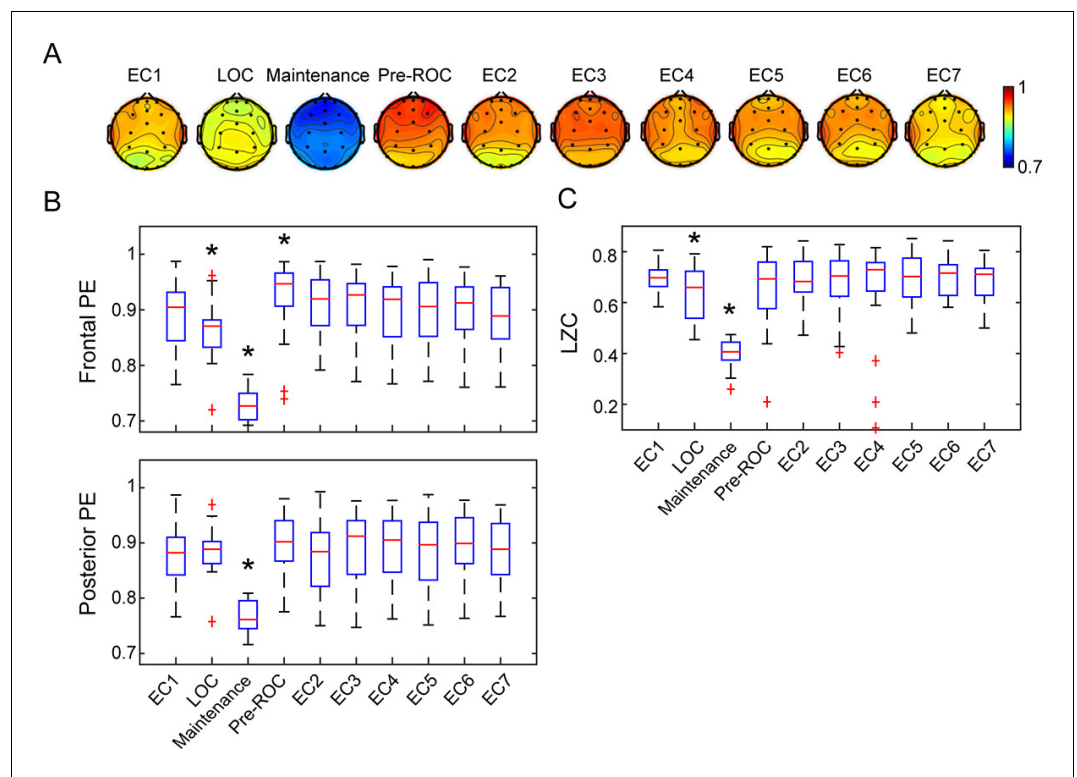 A
EC1 LOC Maintenance Pre-ROC EC2 EC3 EC4 EC5 EC6 EC7
1
0.7
B
*
*
*
1
0.9
0.8
0.7
Frontal PE
*
1
0.9
0.8
0.7
Posterior PE
EC1 LOC Maintenance Pre-ROC EC2 EC3 EC4 EC5 EC6 EC7
C
*
*
0.8
0.6
0.4
0.2
LZC
EC1 LOC Maintenance Pre-ROC EC2 EC3 EC4 EC5 EC6 EC7